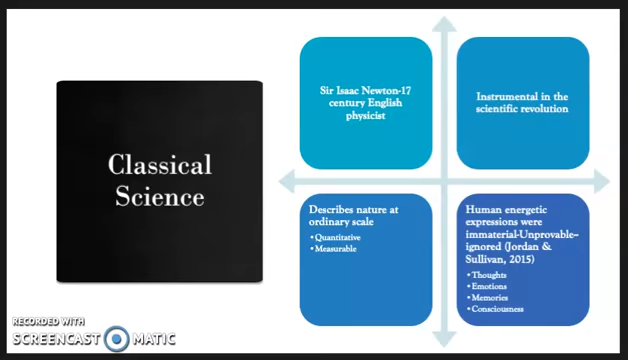 Classical
Science
Sir Isaac Newton-17
century English
physicist
Instrumental in the
scientific revolution
Describes nature at
ordinary scale
• Quantitative
• Measurable
Human energetic
expressions were
immaterial-Unprovable-
ignored (Jordan &
Sullivan, 2015)
• Thoughts
• Emotions
• Memories
• Consciousness
RECORDED WITH
SCREENCAST MATIC